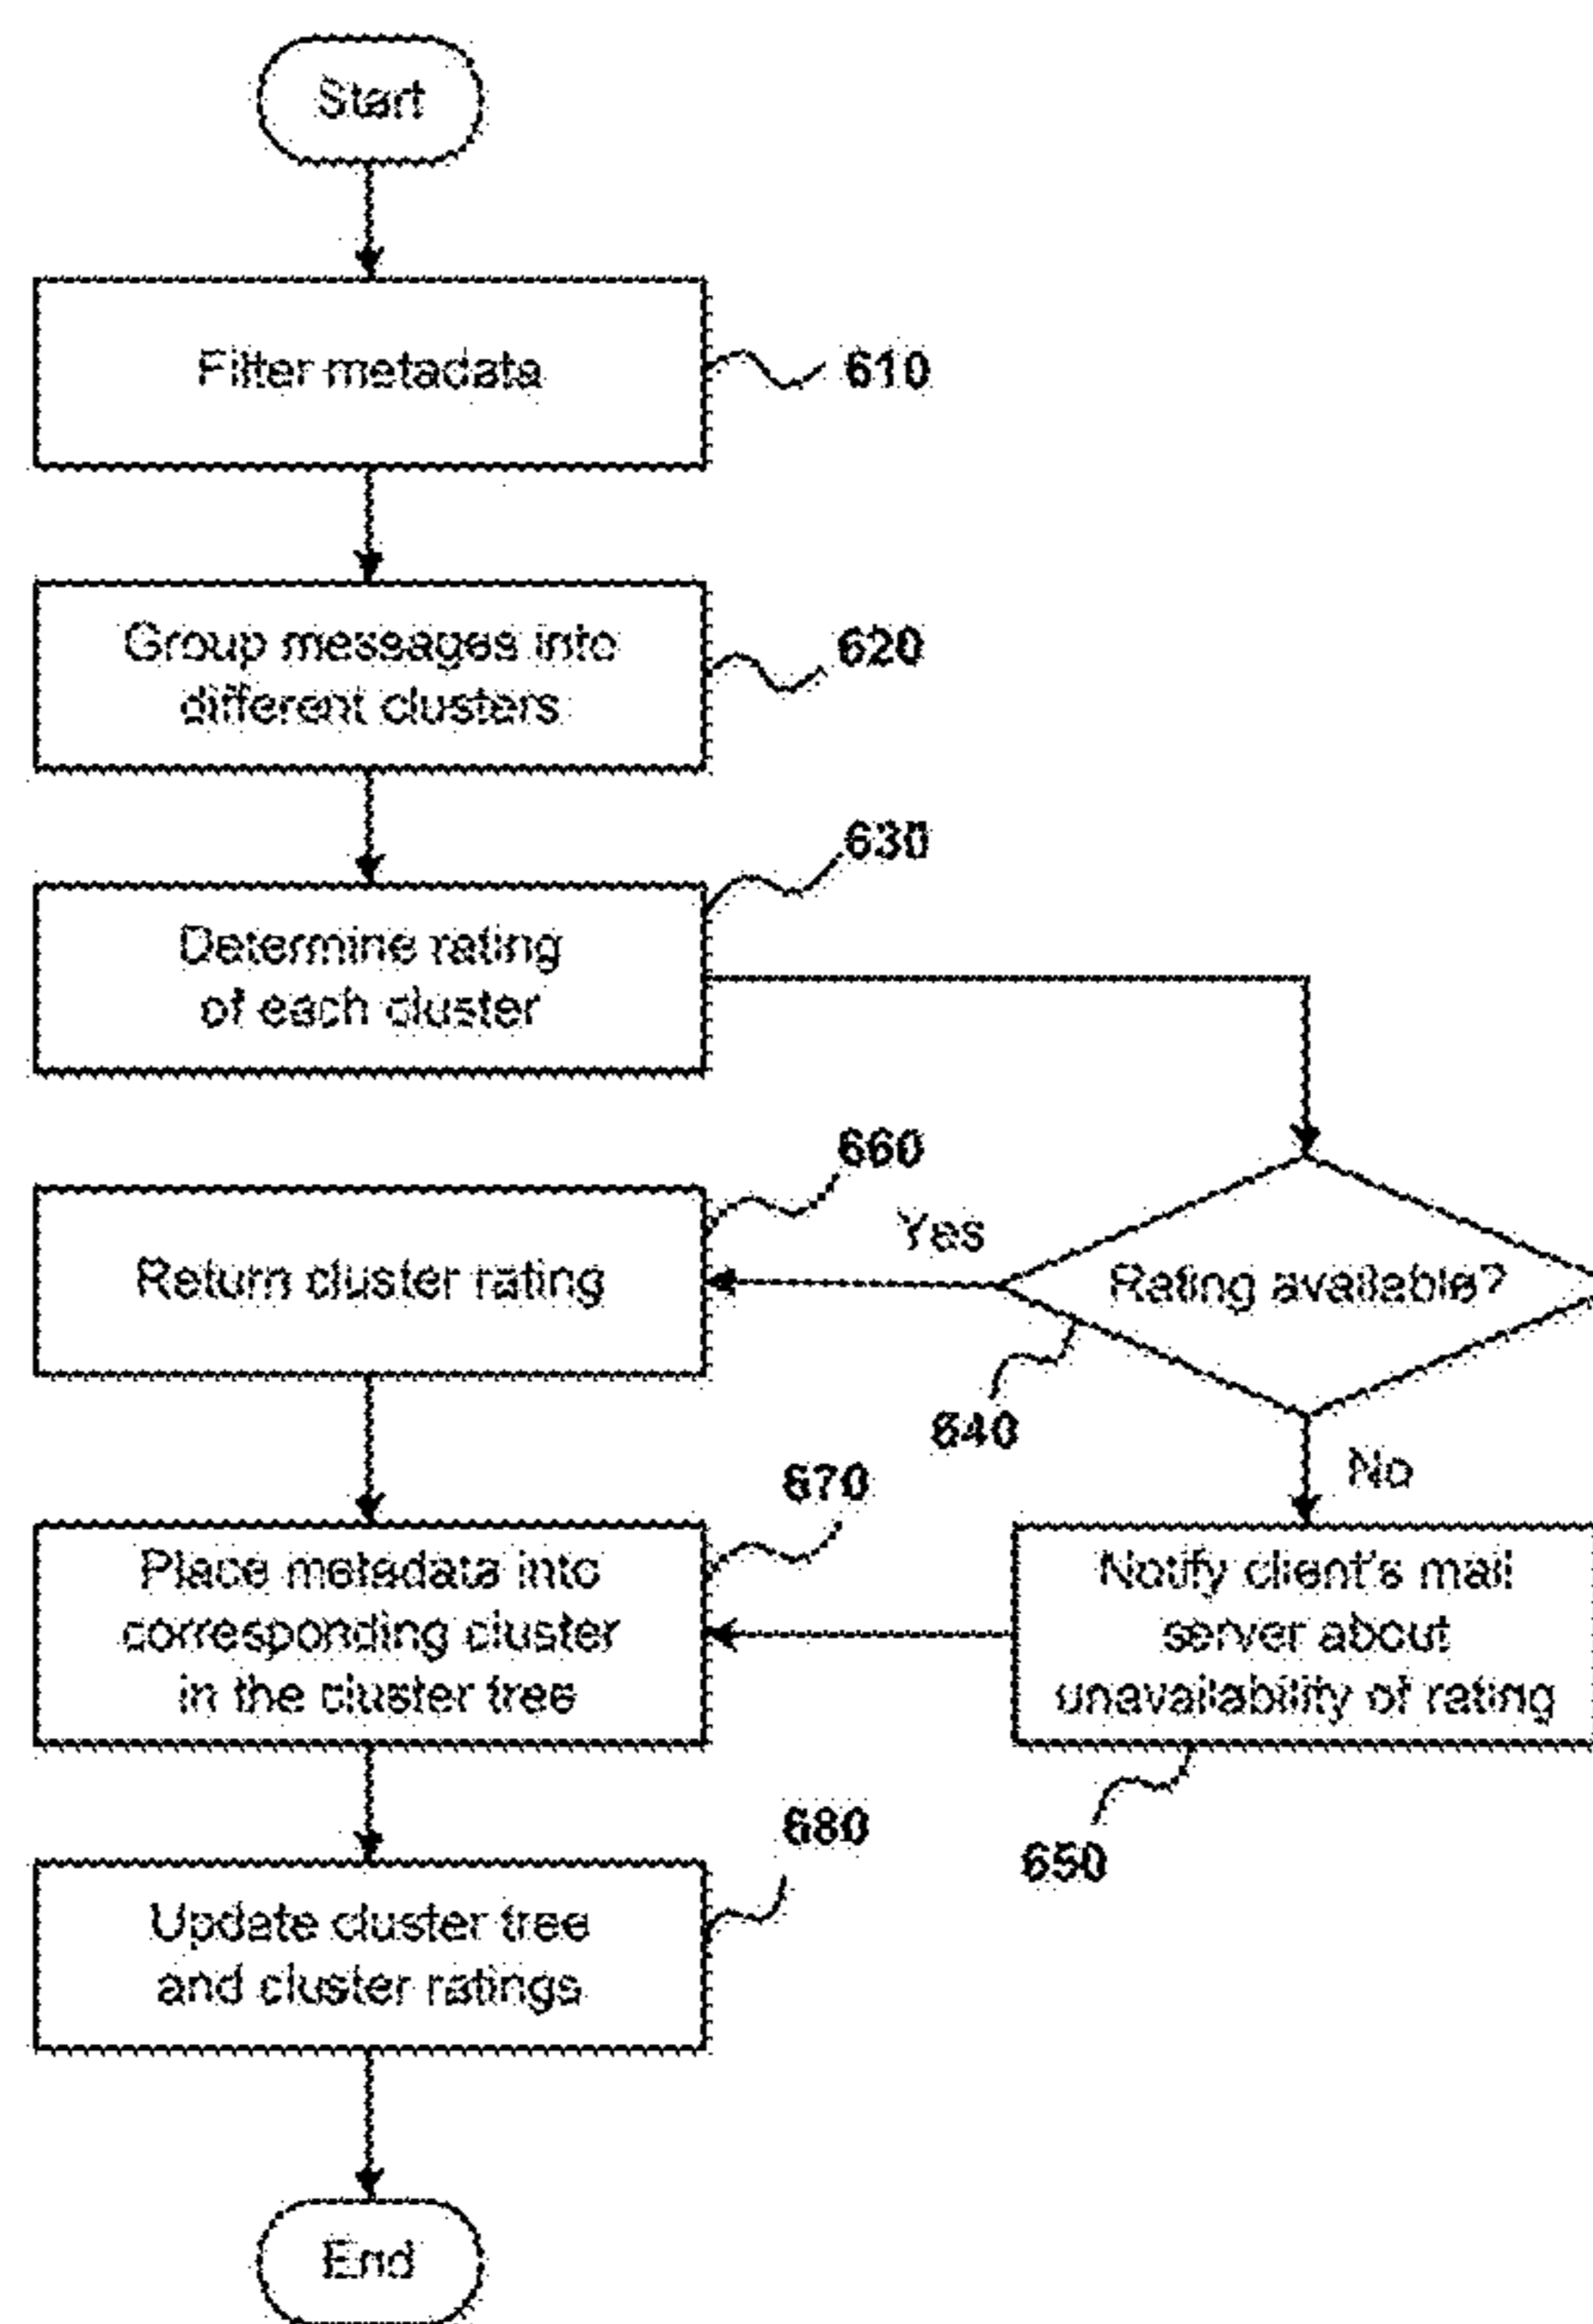 Start
Filter metadata
610
Group messages into
different clusters
620
630
Determine rating
of each cluster
660
Return cluster rating
Yes
Rating available?
640
No
670
Place metadata into
corresponding cluster
in the cluster tree
Notify client's mail
server about
unavailability of rating
650
680
Update cluster tree
and cluster ratings
End